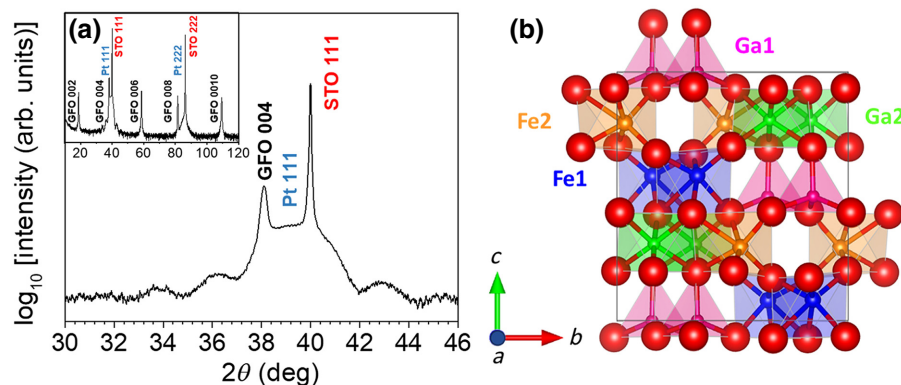 (a)
log10 [intensity (arb. units)]
GFO 002
GFO 004
Pt 111
STO 111
GFO 006
GFO 008
Pt 222
STO 222
GFO 0010
20 40 60 80 100 120
GFO 004
Pt 111
STO 111
30 32 34 36 38 40 42 44 46
2θ (deg)
(b)
Ga1
Fe2
Ga2
Fe1
c
a
b